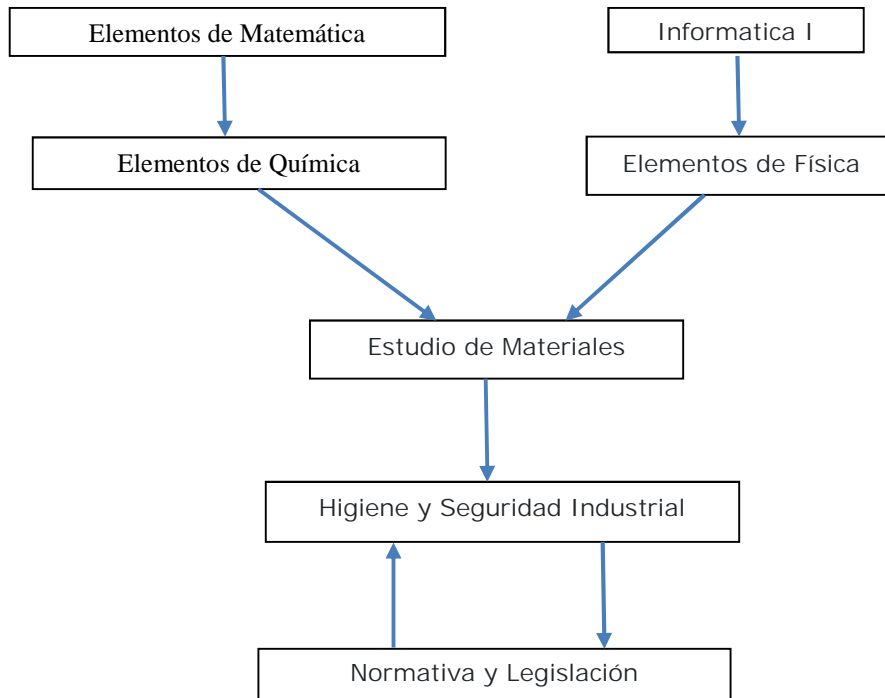 Elementos de Matemática
Informatica I
Elementos de Química
Elementos de Física
Estudio de Materiales
Higiene y Seguridad Industrial
Normativa y Legislación